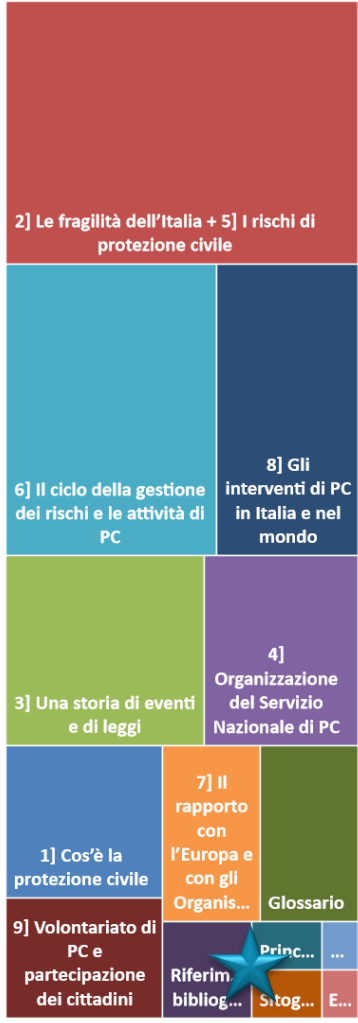 2] Le fragilità dell'Italia + 5] I rischi di
protezione civile
6] Il ciclo della gestione
dei rischi e le attività di
PC
8] Gli
interventi di PC
in Italia e nel
mondo
3] Una storia di eventi
e di leggi
4]
Organizzazione
del Servizio
Nazionale di PC
1] Cos'è la
protezione civile
7] Il
rapporto
con
l'Europa e
con gli
Organis...
Glossario
9] Volontariato di
PC e
partecipazione
dei cittadini
Riferim
bibliog...
Princ...
...
Sitog...
E...